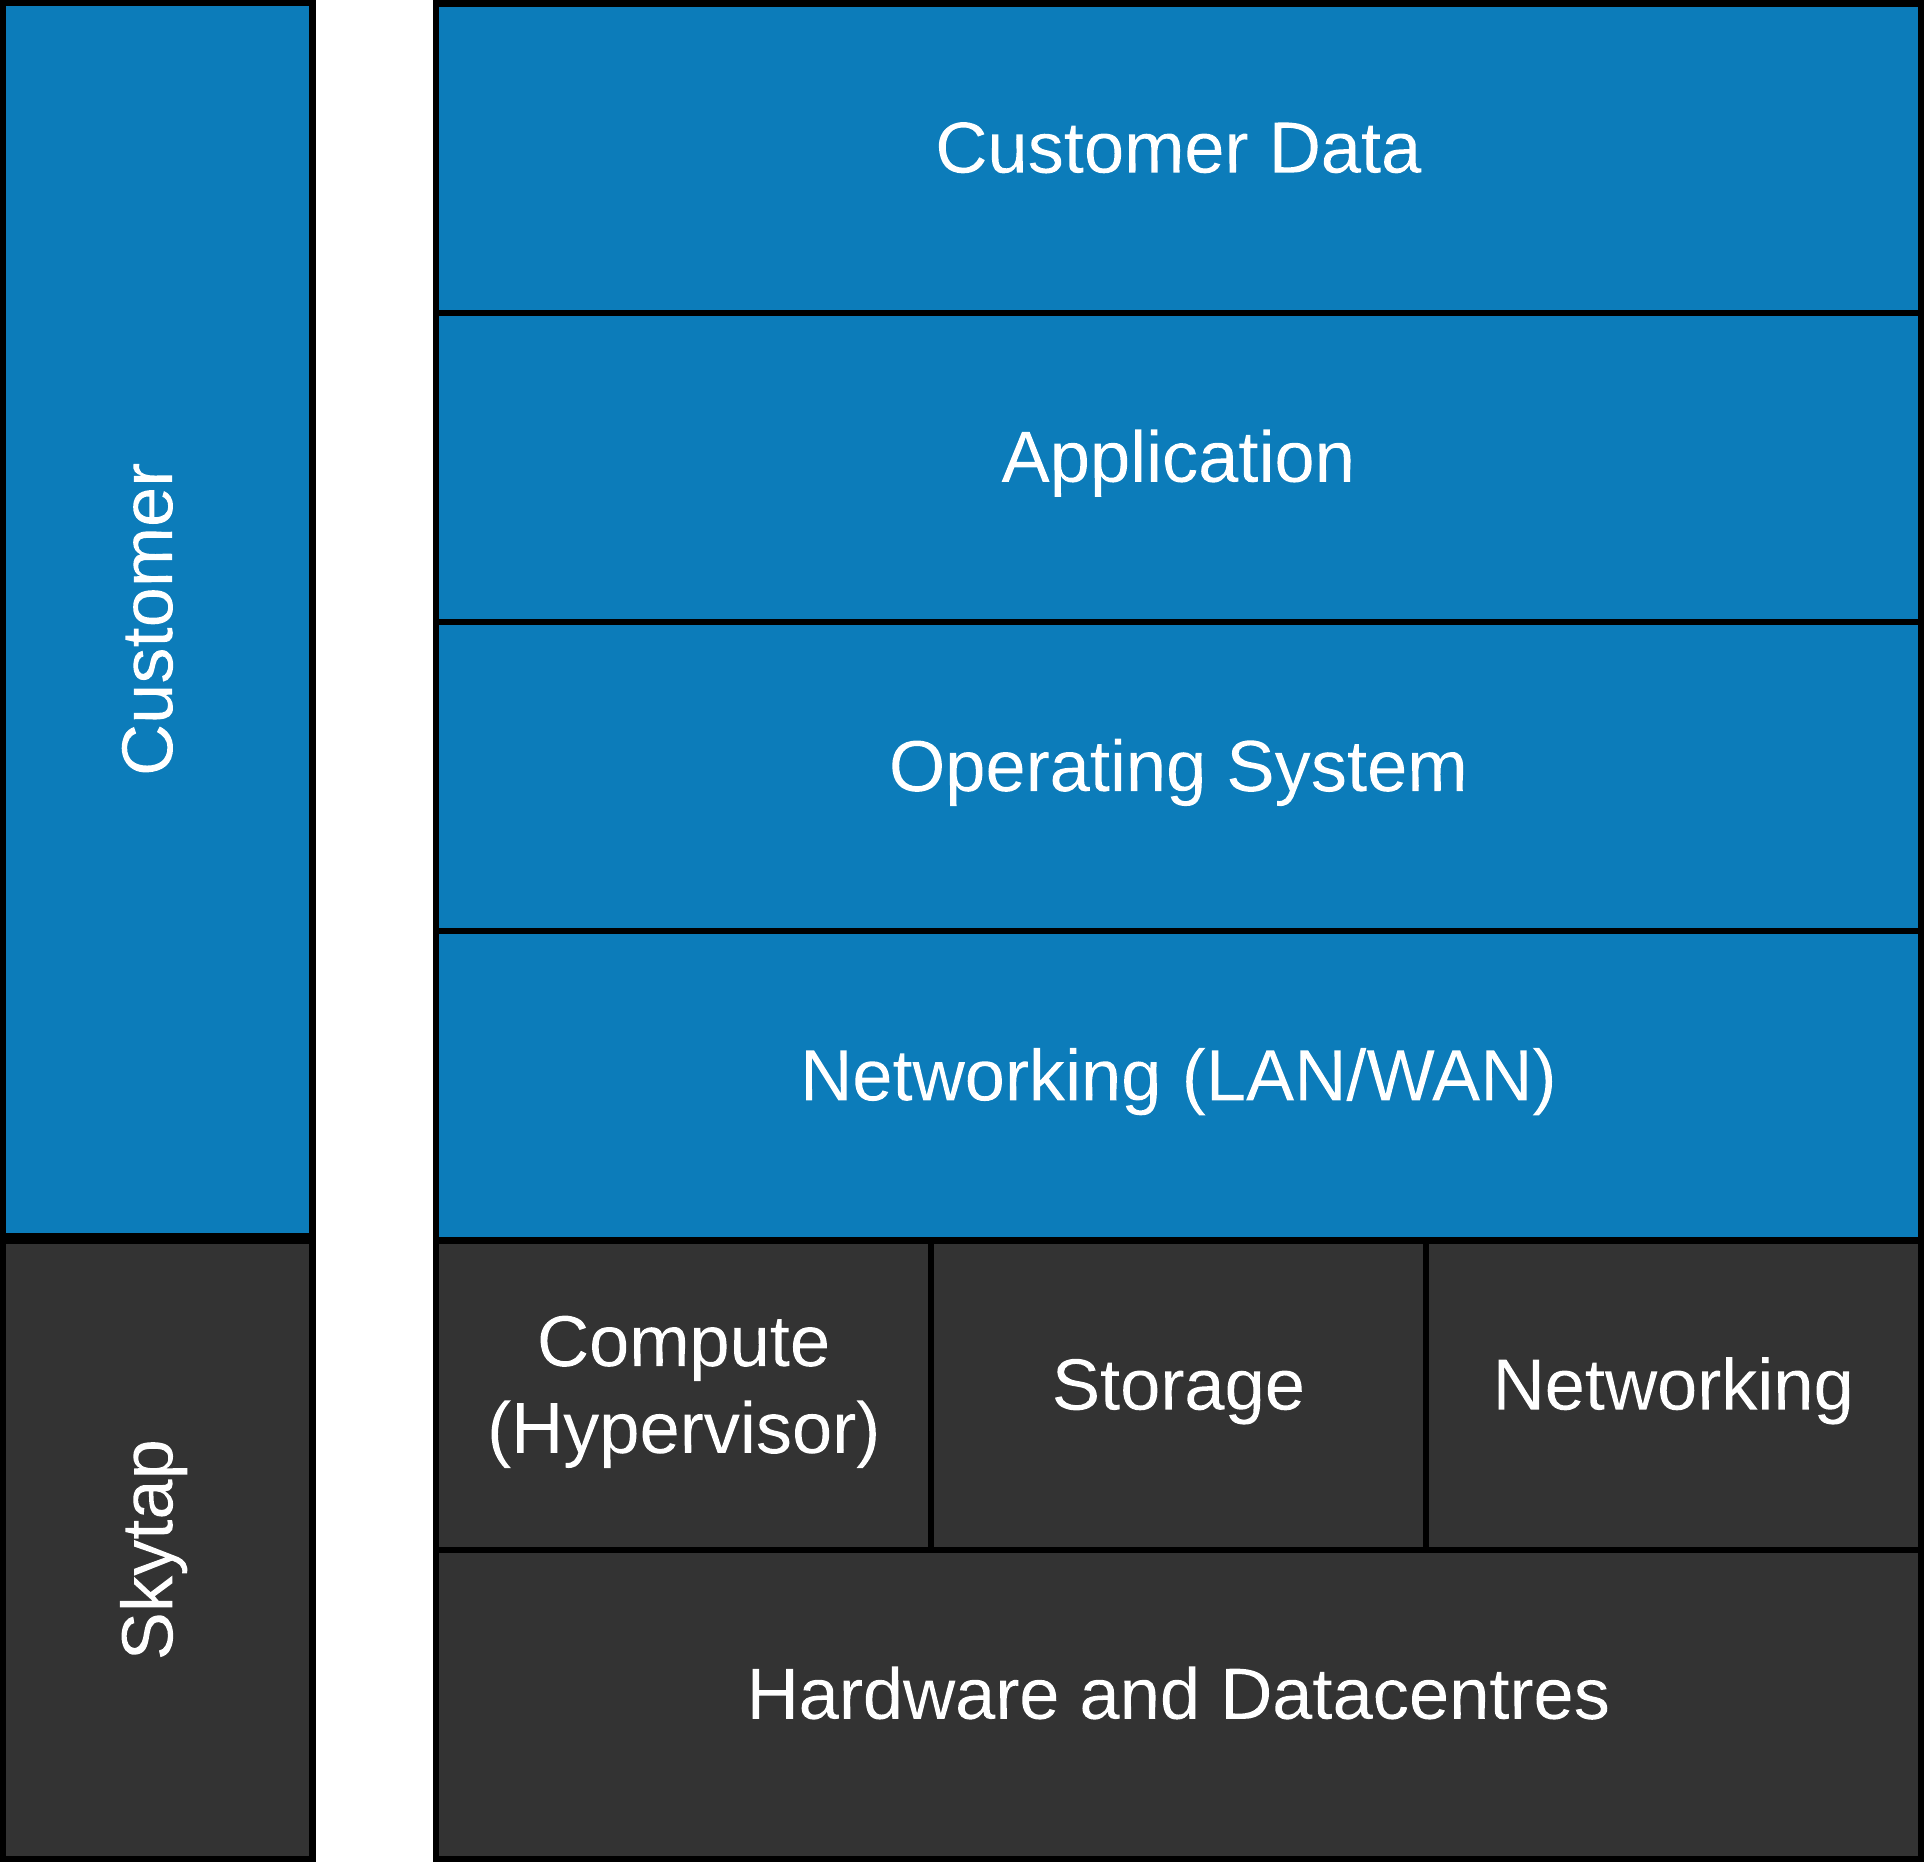 Customer
Customer Data
Application
Operating System
Networking (LAN/WAN)
Skytap
Compute
(Hypervisor)
Storage
Networking
Hardware and Datacentres